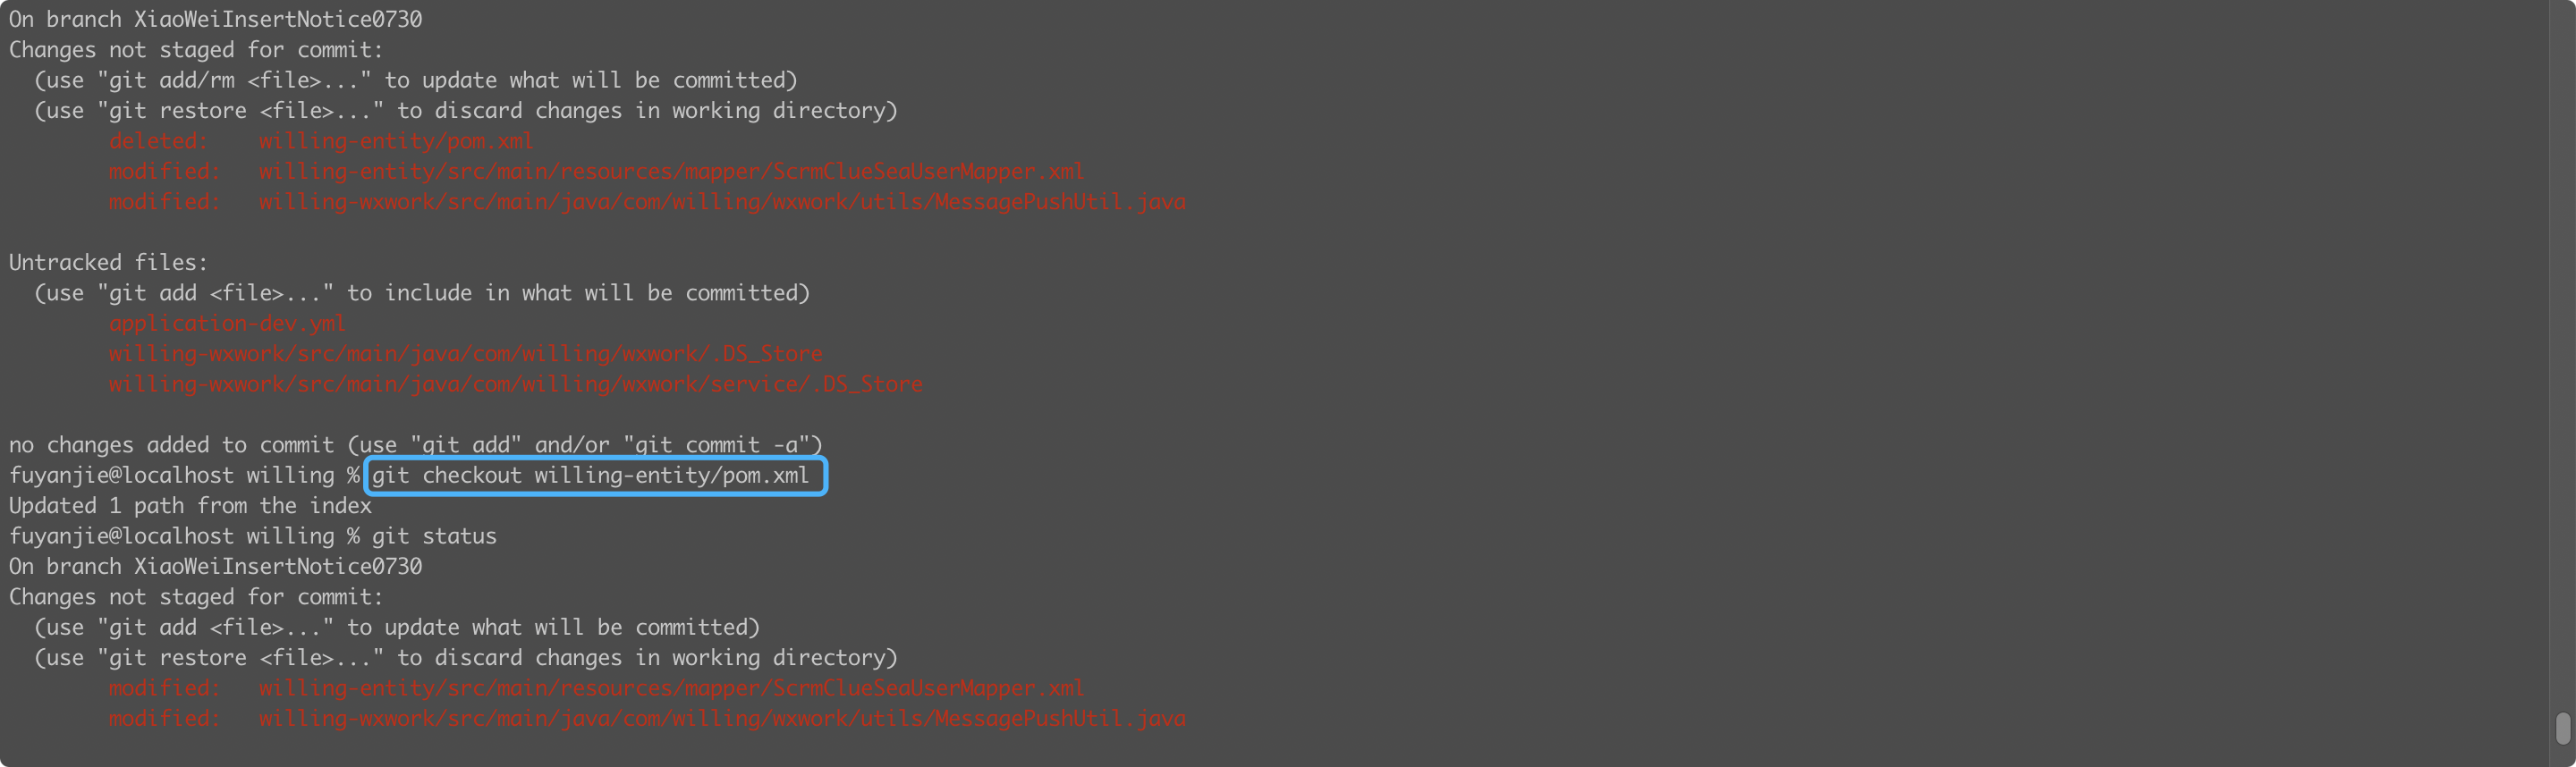 On branch XiaoWeiInsertNotice0730
Changes not staged for commit:
  (use "git add/rm <file>..." to update what will be committed)
  (use "git restore <file>..." to discard changes in working directory)
        deleted:    willing-entity/pom.xml
        modified:   willing-entity/src/main/resources/mapper/ScrmClueSeaUserMapper.xml
        modified:   willing-wxwork/src/main/java/com/willing/wxwork/utils/MessagePushUtil.java

Untracked files:
  (use "git add <file>..." to include in what will be committed)
        application-dev.yml
        willing-wxwork/src/main/java/com/willing/wxwork/.DS_Store
        willing-wxwork/src/main/java/com/willing/wxwork/service/.DS_Store

no changes added to commit (use "git add" and/or "git commit -a")
fuyanjie@localhost willing % git checkout willing-entity/pom.xml
Updated 1 path from the index
fuyanjie@localhost willing % git status
On branch XiaoWeiInsertNotice0730
Changes not staged for commit:
  (use "git add <file>..." to update what will be committed)
  (use "git restore <file>..." to discard changes in working directory)
        modified:   willing-entity/src/main/resources/mapper/ScrmClueSeaUserMapper.xml
        modified:   willing-wxwork/src/main/java/com/willing/wxwork/utils/MessagePushUtil.java